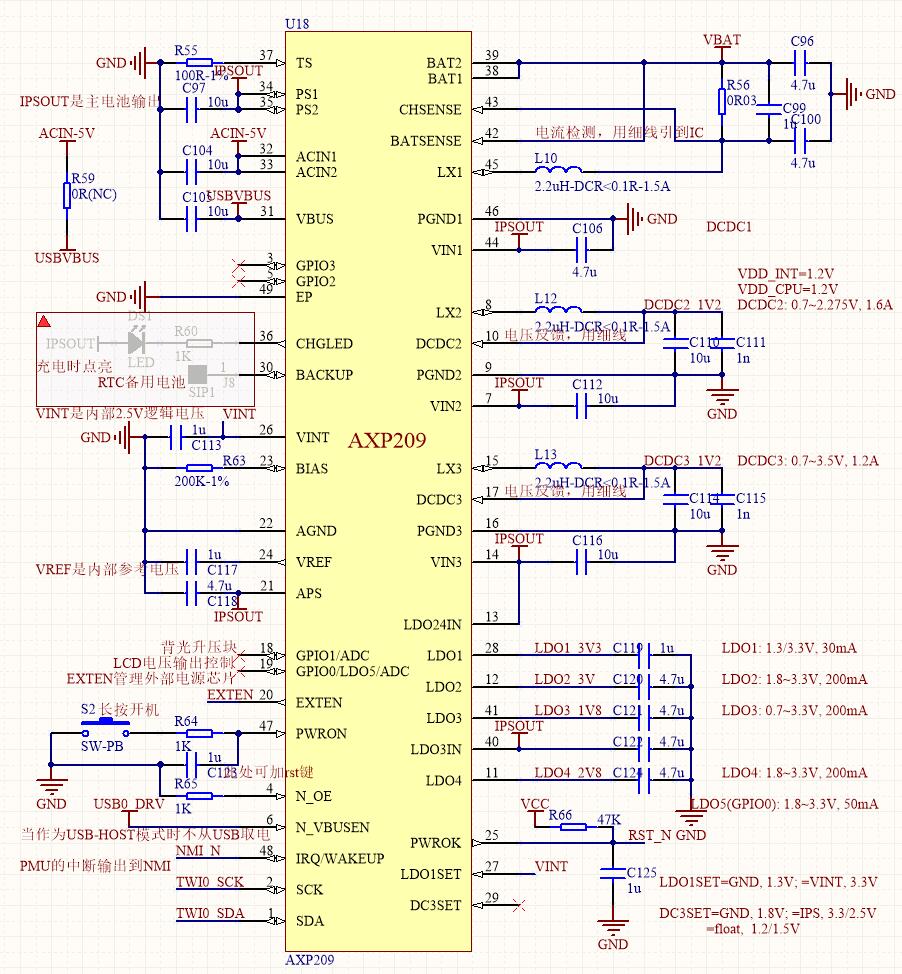 U18
GND
R55
100R-1%
37
TS
IPSOUT
34
PS1
C97
10u
35
PS2
IPSOUT是主电池输出
ACIN-5V
R59
0R(NC)
USBVBUS
ACIN-5V
32
ACIN1
C104
10u
33
ACIN2
USBVBUS
10u
31
VBUS
3
GPIO3
5
GPIO2
GND
49
EP
DS1
R60
IPSOUT
LED
1K
36
CHGLED
充电时点亮
RTC备用电池
1
J8
SIP1
30
BACKUP
VINT是内部2.5V逻辑电压
VINT
GND
1u
C113
26
VINT
R63
200K-1%
23
BIAS
22
AGND
1u
C117
24
VREF
VREF是内部参考电压
4.7u
C118
21
APS
IPSOUT
背光升压块
18
GPIO1/ADC
LCD电压输出控制
19
GPIO0/LDO5/ADC
EXTEN管理外部电源芯片
EXTEN
20
EXTEN
S2长按开机
SW-PB
R64
1K
47
PWRON
1u
C123
此处可加rst键
R65
1K
4
N_OE
GND
USB0_DRV
6
N_VBUSEN
当作为USB-HOST模式时不从USB取电
NMI_N
48
IRQ/WAKEUP
PMU的中断输出到NMI
TWI0_SCK
2
SCK
TWI0_SDA
1
SDA
AXP209
AXP209
BAT2
39
BAT1
38
VBAT
C96
4.7u
GND
R56
0R03
C99
1u
C100
4.7u
CHSENSE
43
BATSENSE
42
电流检测，用细线引到IC
LX1
45
L10
2.2uH-DCR<0.1R-1.5A
PGND1
46
GND
DCDC1
VIN1
44
IPSOUT
C106
4.7u
VDD_INT=1.2V
VDD_CPU=1.2V
DCDC2: 0.7~2.275V, 1.6A
LX2
8
L12
2.2uH-DCR<0.1R-1.5A
DCDC2_1V2
DCDC2
10
电压反馈，用细线
C110
10u
C111
1n
PGND2
9
GND
VIN2
7
IPSOUT
C112
10u
LX3
15
L13
2.2uH-DCR<0.1R-1.5A
DCDC3_1V2
DCDC3: 0.7~3.5V, 1.2A
DCDC3
17
电压反馈，用细线
C114
10u
C115
1n
PGND3
16
GND
VIN3
14
IPSOUT
C116
10u
LDO24IN
13
LDO1
28
LDO1_3V3
C119
1u
LDO1: 1.3/3.3V, 30mA
LDO2
12
LDO2_3V
C120
4.7u
LDO2: 1.8~3.3V, 200mA
LDO3
41
LDO3_1V8
C121
4.7u
LDO3: 0.7~3.3V, 200mA
LDO3IN
40
IPSOUT
C122
4.7u
LDO4
11
LDO4_2V8
C124
4.7u
LDO4: 1.8~3.3V, 200mA
LDO5(GPIO0): 1.8~3.3V, 50mA
GND
VCC
R66
47K
PWROK
25
RST_N
C125
1u
GND
LDO1SET
27
VINT
LDO1SET=GND, 1.3V; =VINT, 3.3V
DC3SET
29
DC3SET=GND, 1.8V; =IPS, 3.3/2.5V
=float, 1.2/1.5V